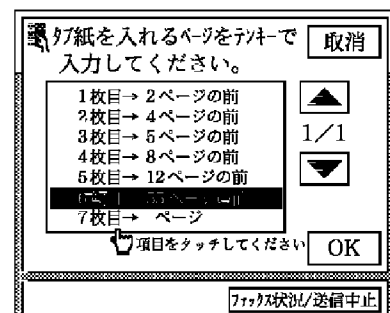 タブ紙を入れるページをテンキーで
入力してください。
取消
1枚目→ 2ページの前
2枚目→ 4ページの前
3枚目→ 5ページの前
4枚目→ 8ページの前
5枚目→ 12ページの前
7枚目→ ページ
1/1
項目をタッチしてください
OK
ファックス状況/送信中止